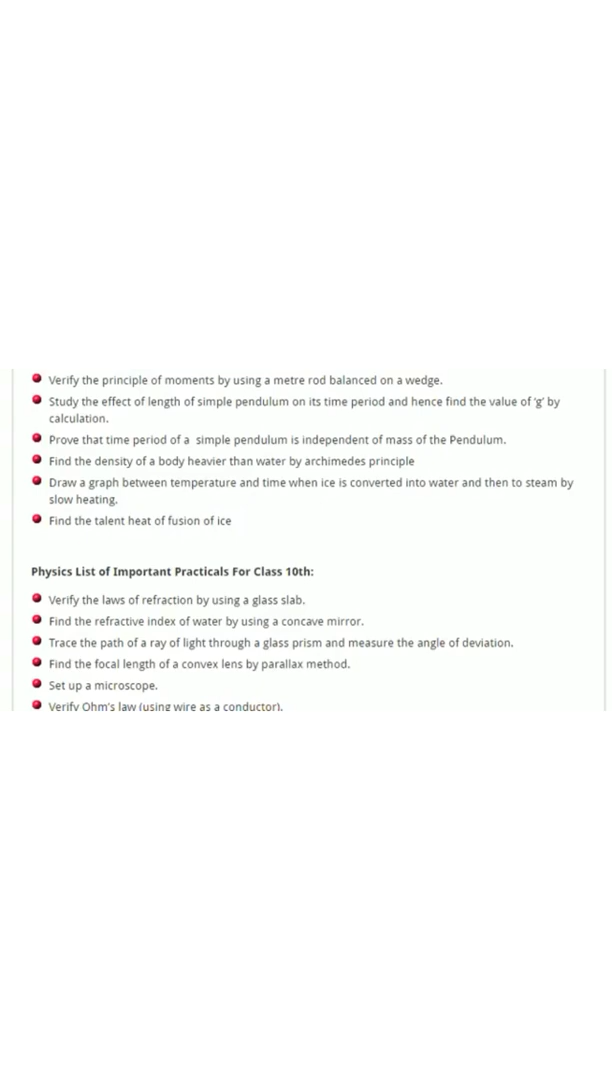 Verify the principle of moments by using a metre rod balanced on a wedge.
Study the effect of length of simple pendulum on its time period and hence find the value of 'g' by
calculation.
Prove that time period of a simple pendulum is independent of mass of the Pendulum.
Find the density of a body heavier than water by archimedes principle
Draw a graph between temperature and time when ice is converted into water and then to steam by
slow heating.
Find the talent heat of fusion of ice
Physics List of Important Practicals For Class 10th:
Verify the laws of refraction by using a glass slab.
Find the refractive index of water by using a concave mirror.
Trace the path of a ray of light through a glass prism and measure the angle of deviation.
Find the focal length of a convex lens by parallax method.
Set up a microscope.
Verify Ohm's law (using wire as a conductor).